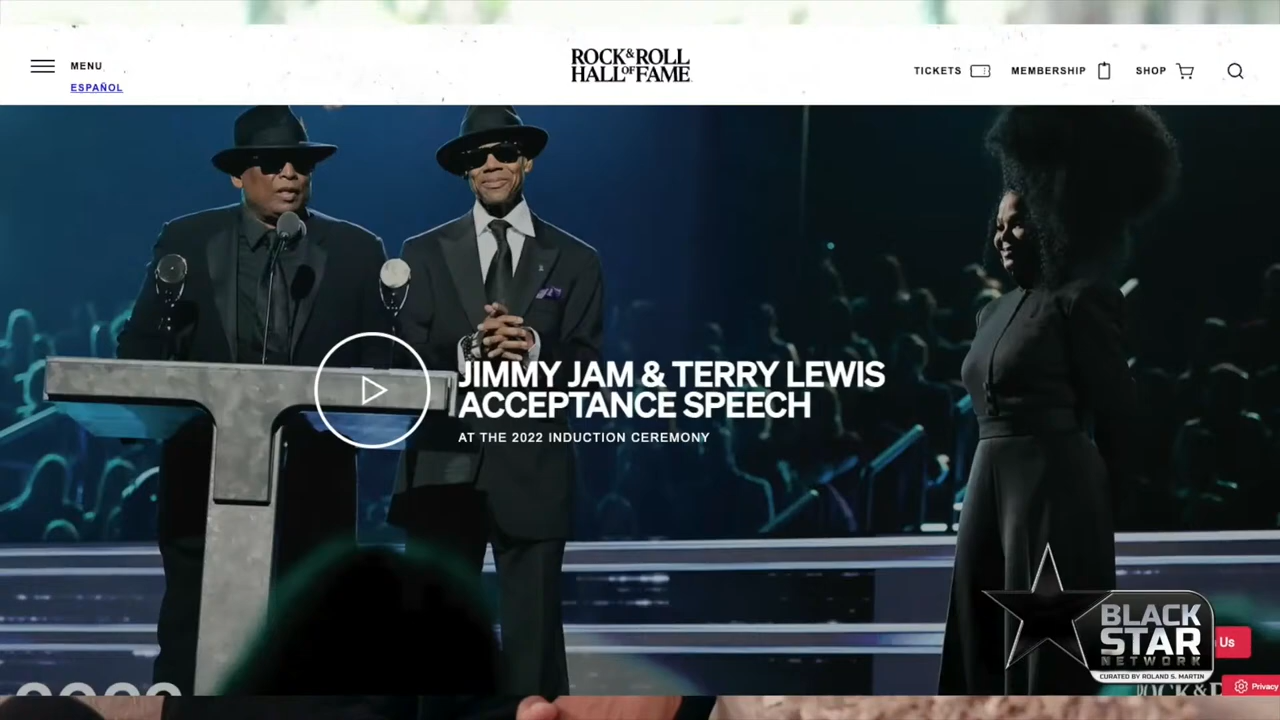 MENU
ESPAÑOL
ROCK & ROLL
HALL OF FAME
TICKETS
MEMBERSHIP
SHOP
JIMMY JAM & TERRY LEWIS
ACCEPTANCE SPEECH
AT THE 2022 INDUCTION CEREMONY
BLACK
STAR
NETWORK
CURATED BY ROLAND S. MARTIN
Us
Privacy